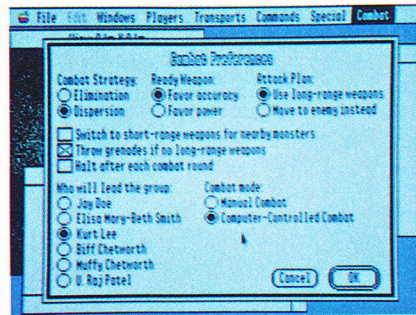 File Edit Windows Players Transports Commands Special Combat
Combat Preferences
Combat Strategy: Ready Weapon: Attack Plan:
Elimination Favor accuracy Use long-range weapons
Dispersion Favor power Move to enemy instead
Switch to short-range weapons for nearby monsters
Throw grenades if no long-range weapons
Halt after each combat round
Who will lead the group: Combat mode:
Jay Doe Manual Combat
Elisa Mary-Beth Smith Computer-Controlled Combat
Kurt Lee
Biff Chetworth
Muffy Chetworth
U. Raj Patel
Cancel OK